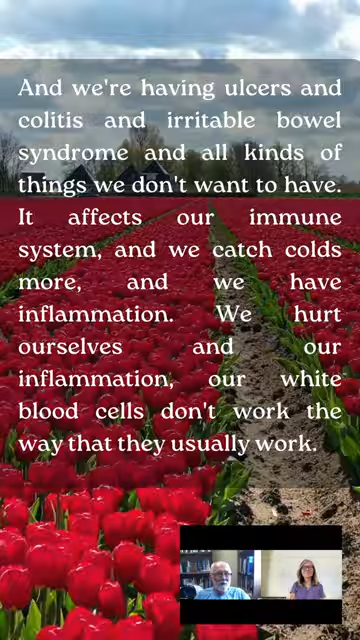 And we're having ulcers and
colitis and irritable bowel
syndrome and all kinds of
things we don't want to have.
It affects our immune
system, and we catch colds
more, and we have
inflammation. We hurt
ourselves and our
inflammation, our white
blood cells don't work the
way that they usually work.